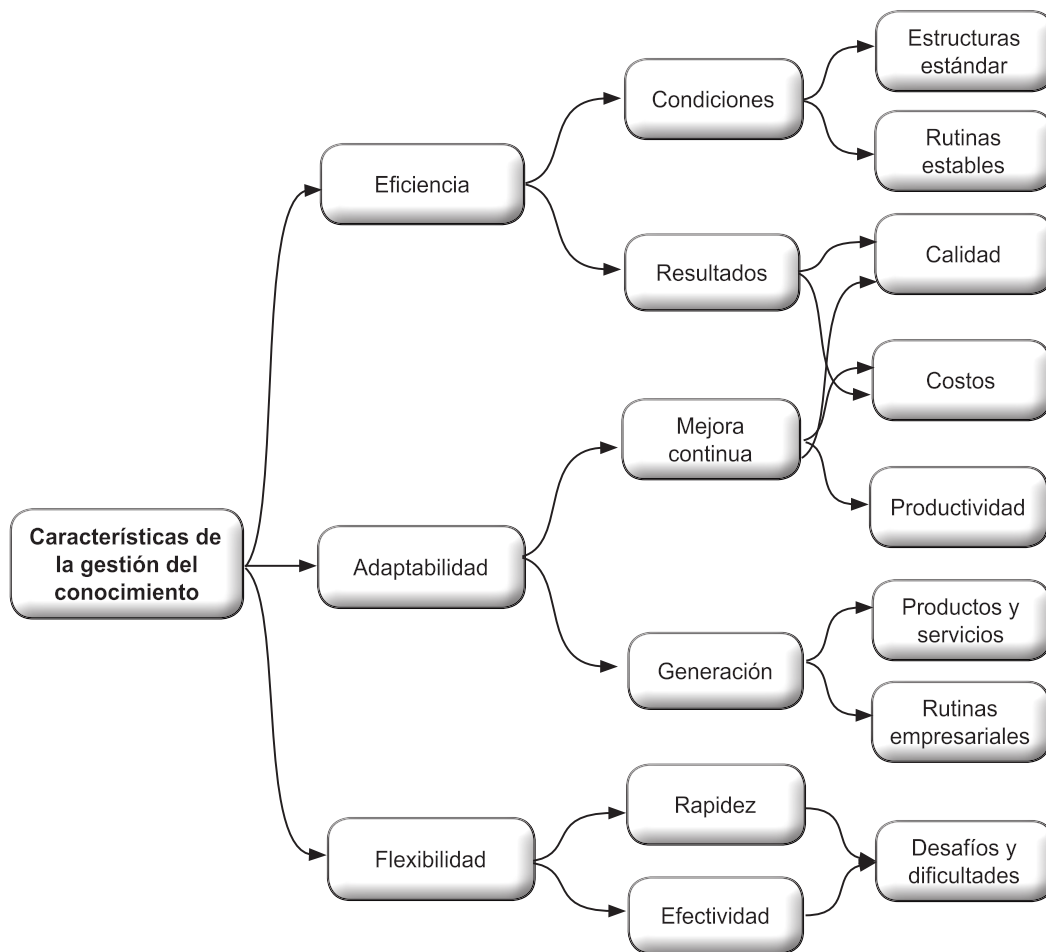 Estructuras
estándar
Condiciones
Rutinas
estables
Eficiencia
Calidad
Resultados
Costos
Mejora
continua
Productividad
Característicias de
la gestión del
conocimiento
Adaptabilidad
Productos y
servicios
Generación
Rutinas
empresariales
Rapidez
Flexibilidad
Desafíos y
dificultades
Efectividad